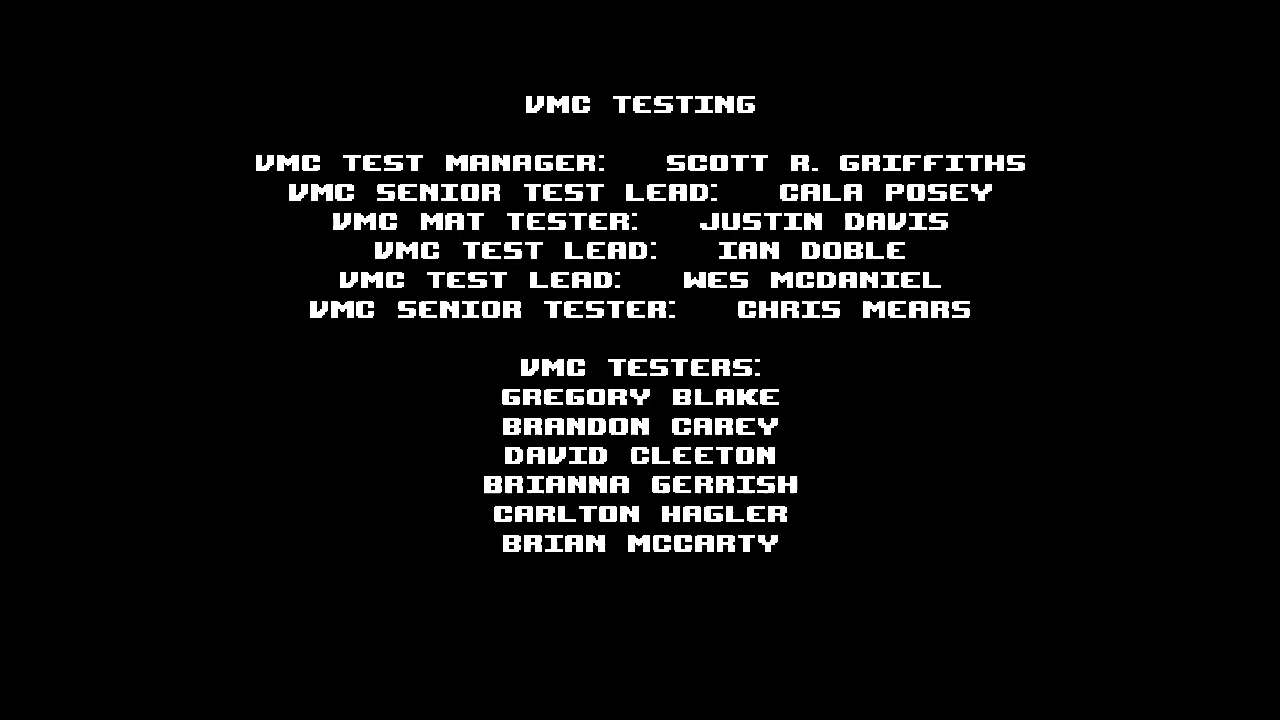 VMC TESTING
VMC TEST MANAGER: SCOTT R. GRIFFITHS
VMC SENIOR TEST LEAD: CALA POSEY
VMC MAT TESTER: JUSTIN DAVIS
VMC TEST LEAD: IAN DOBLE
VMC TEST LEAD: WES MCDANIEL
VMC SENIOR TESTER: CHRIS MEARS
VMC TESTERS:
GREGORY BLAKE
BRANDON CAREY
DAVID CLEETON
BRIANNA GERRISH
CARLTON HAGLER
BRIAN MCCARTY